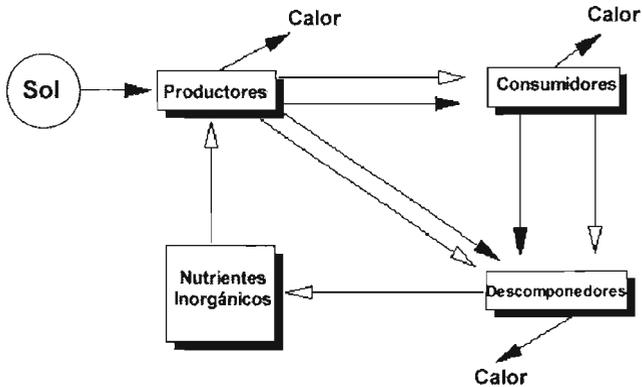 Calor
Calor
Sol
Productores
Consumidores
Nutrientes
Inorgánicos
Descomponedores
Calor